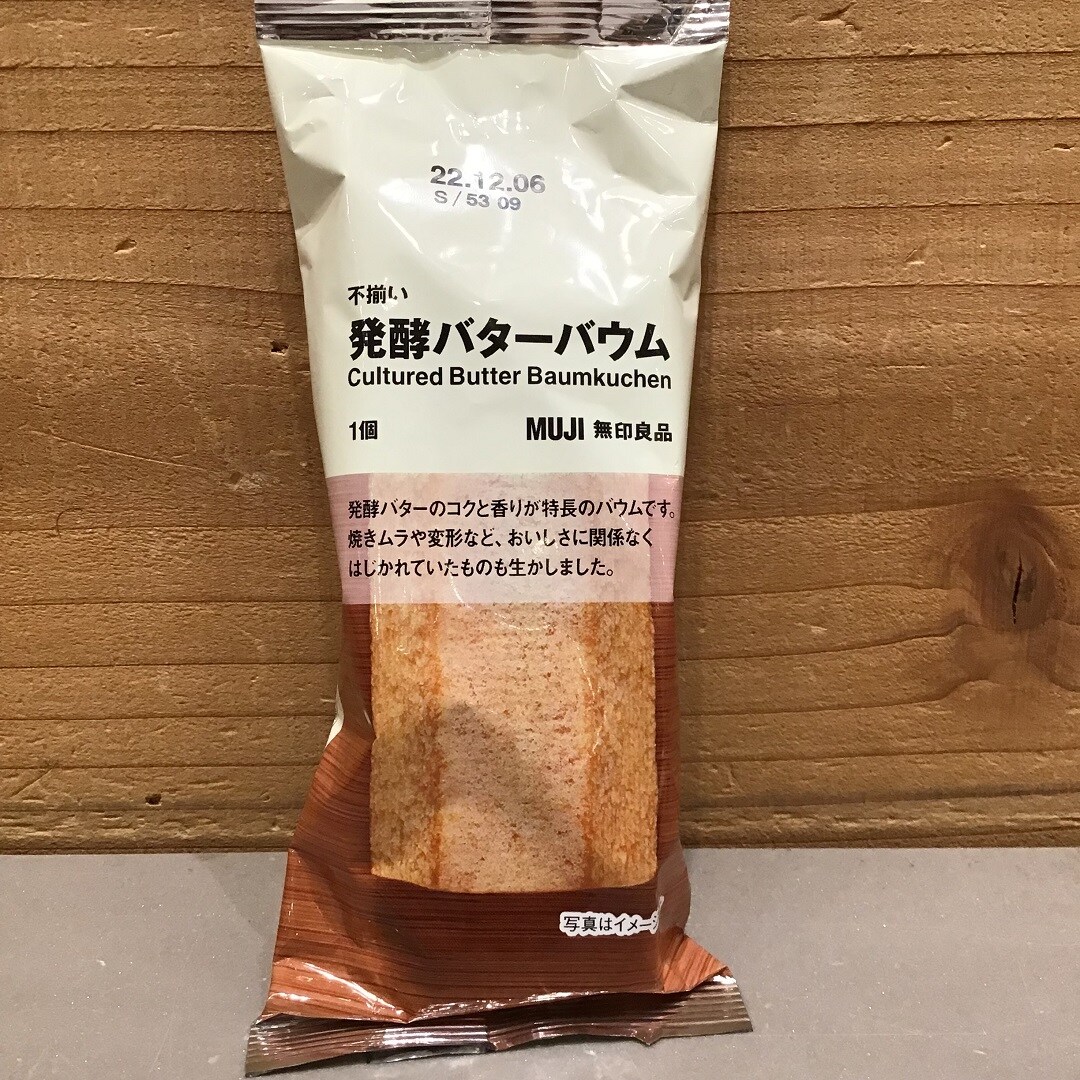 22.12.06
S/53 09
不揃い
発酵バターバウム
Cultured Butter Baumkuchen
1個
MUJI 無印良品
発酵バターのコクと香りが特長のバウムです。
焼きムラや変形など、おいしさに関係なく
はじかれていたものも生かしました。
写真はイメージ